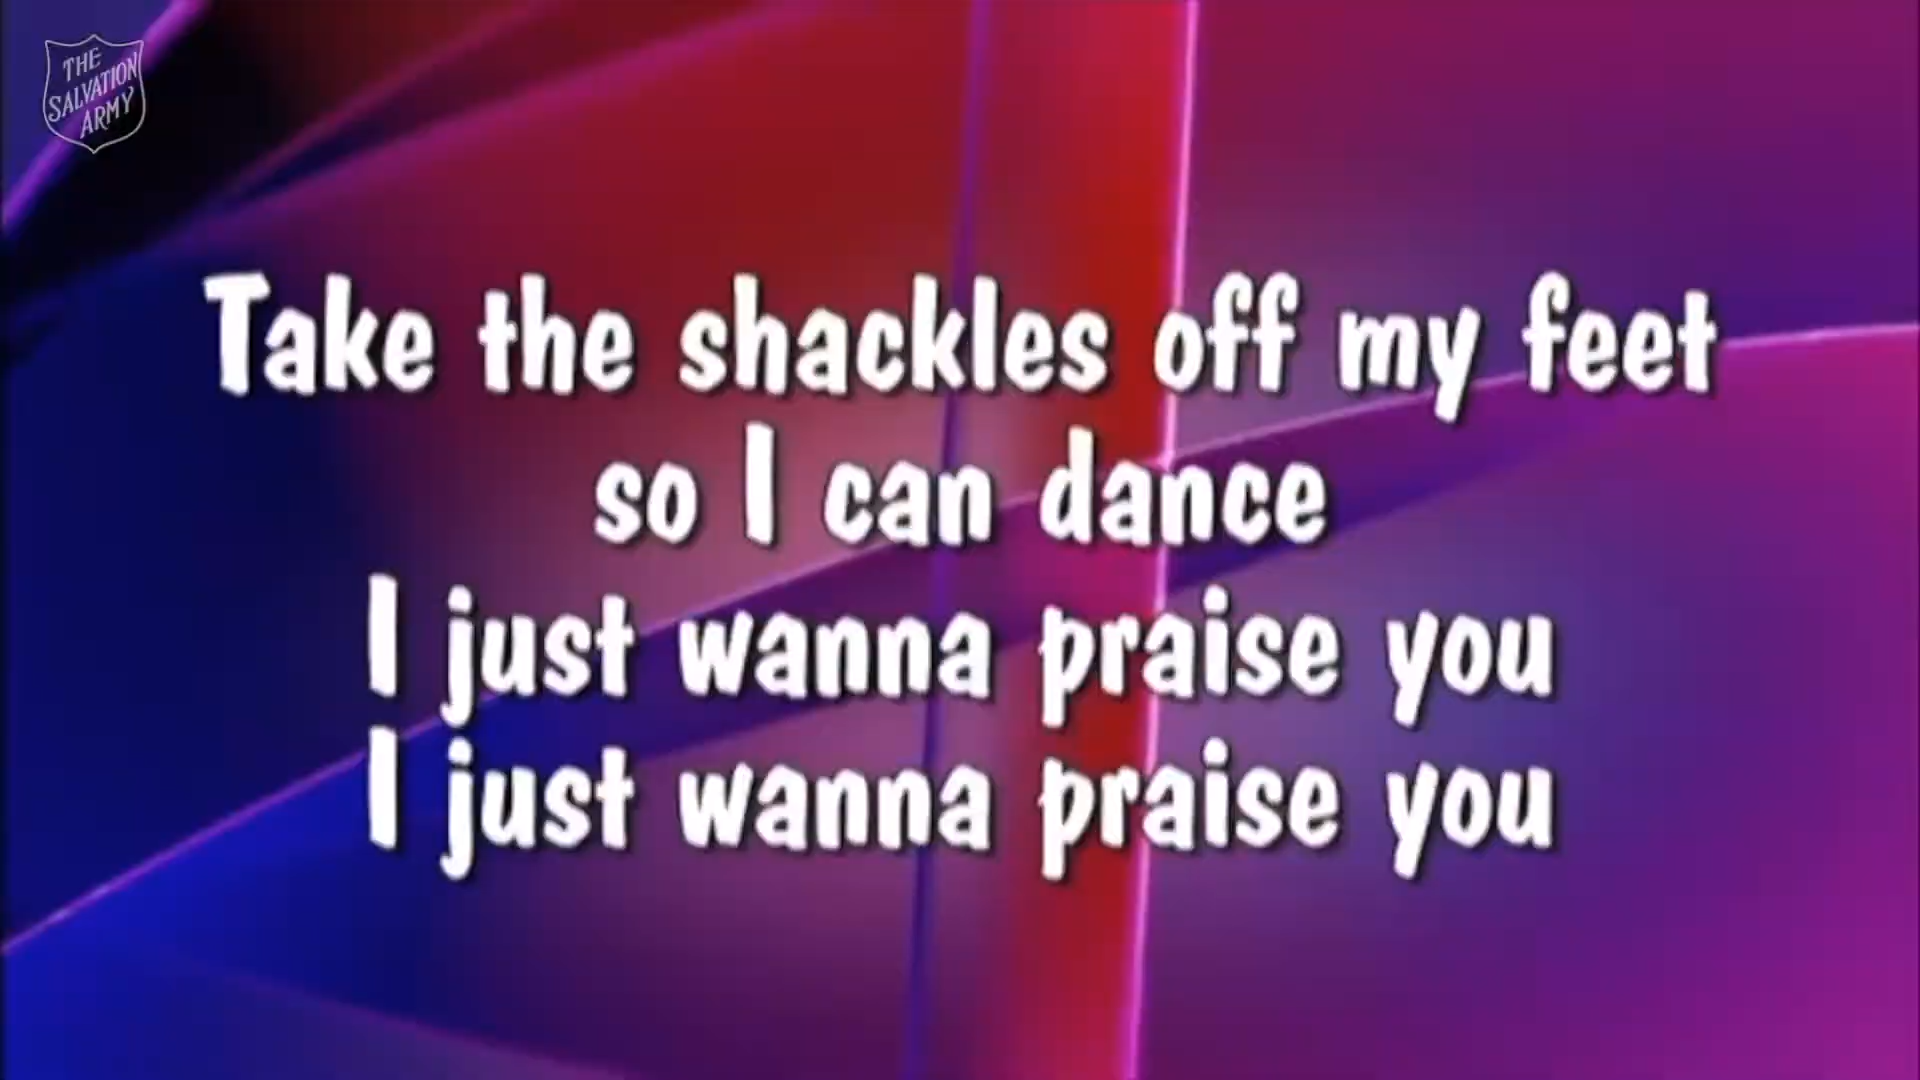 THE
SALVATION
ARMY
Take the shackles off my feet
so I can dance
I just wanna praise you
I just wanna praise you